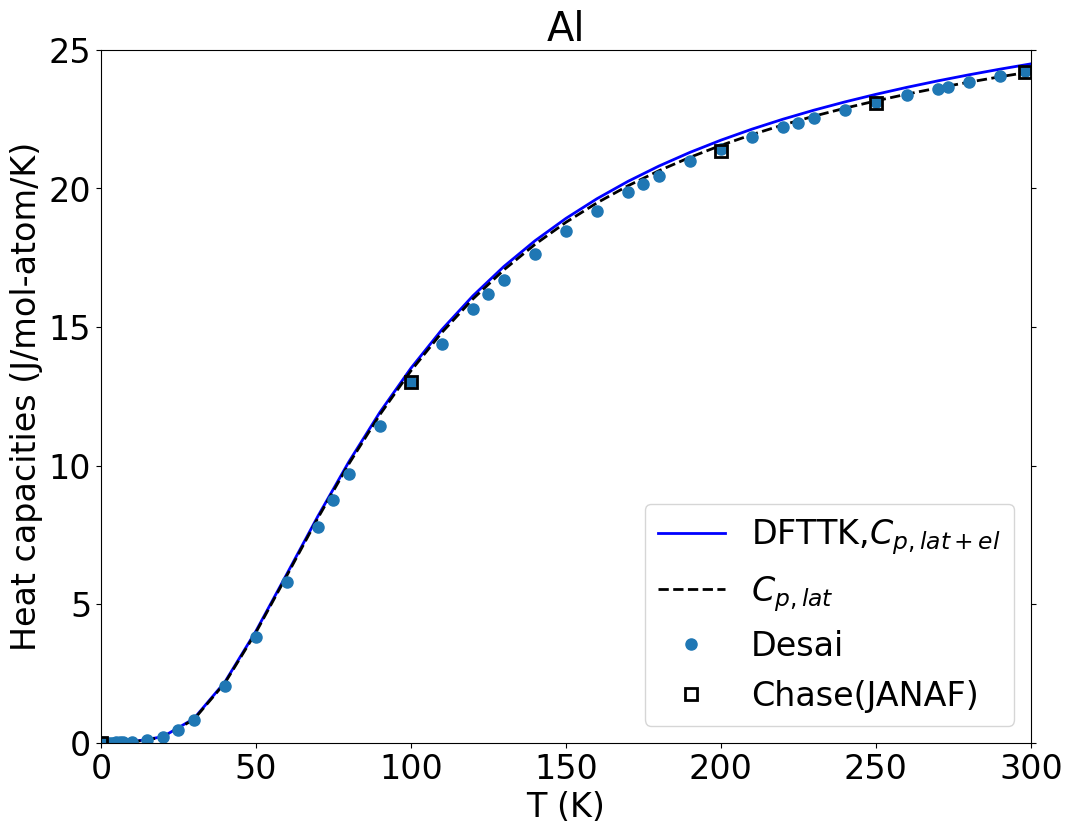 Al
Heat capacities (J/mol-atom/K)
25
20
15
10
5
0
0 50 100 150 200 250 300
T (K)
DFTTK,C_{p,lat+el}
C_{p,lat}
Desai
Chase(JANAF)